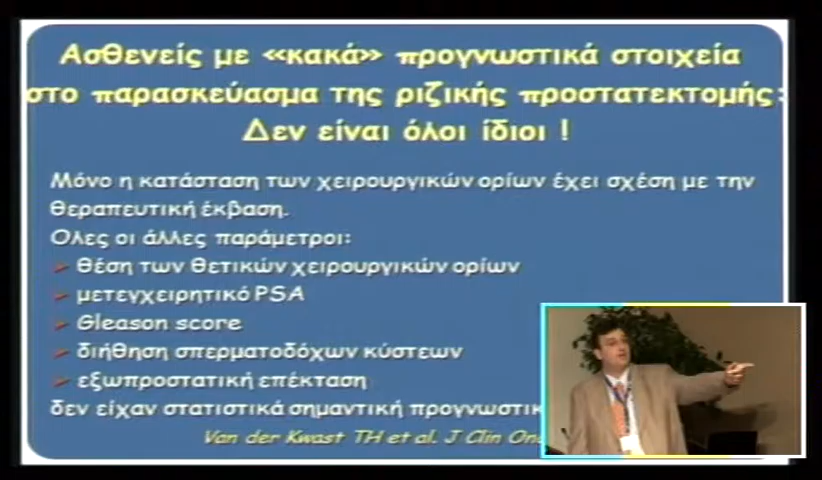 Ασθενείς με «κακά» προγνωστικά στοιχεία
στο παρασκεύασμα της ριζικής προστατεκτομής:
Δεν είναι όλοι ίδιοι !
Μόνο η κατάσταση των χειρουργικών ορίων έχει σχέση με την
θεραπευτική έκβαση.
Ολες οι άλλες παράμετροι:
➢ θέση των θετικών χειρουργικών ορίων
➢ μετεγχειρητικό PSA
➢ Gleason score
➢ διήθηση σπερματοδόχων κύστεων
➢ εξωπροστατική επέκταση
δεν είχαν στατιστικά σημαντική
Van der Kwast TH et al. J Clin